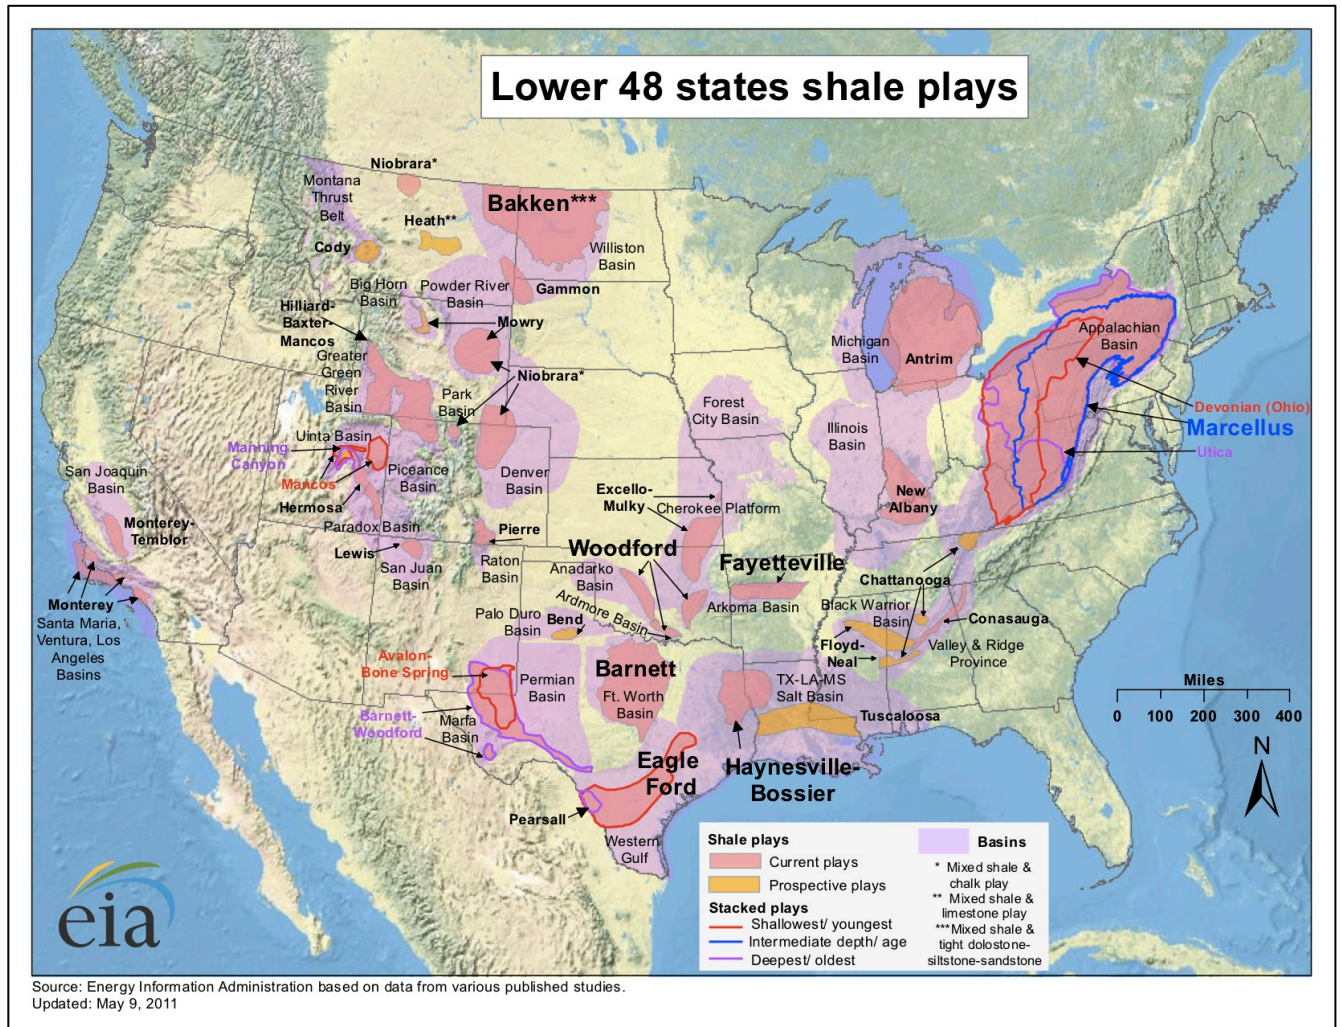 Lower 48 states shale plays
Niobrara*
Montana
Thrust
Belt
Bakken***
Heath**
Cody
Williston
Basin
Big Horn
Basin
Powder River
Basin
Gammon
Hilliard-
Baxter-
Mancos
Mowry
Greater
Green
River
Basin
Niobrara*
Park
Basin
Michigan
Basin
Antrim
Appalachian
Basin
Devonian (Ohio)
Marcellus
Utica
Forest
City Basin
Illinois
Basin
Uinta Basin
Manning
Canyon
Mancos
Piceance
Basin
Denver
Basin
San Joaquin
Basin
Hermosa
Excello-
Mulky
Cherokee Platform
New
Albany
Monterey-
Temblor
Paradox Basin
Pierre
Lewis
San Juan
Basin
Raton
Basin
Woodford
Anadarko
Basin
Fayetteville
Chattanooga
Monterey
Santa Maria,
Ventura, Los
Angeles
Basins
Palo Duro
Basin
Bend
Ardmore Basin
Arkoma Basin
Black Warrior
Basin
Conasauga
Floyd-
Neal
Valley & Ridge
Province
Avalon-
Bone Spring
Permian
Basin
Barnett
Ft. Worth
Basin
TX-LA-MS
Salt Basin
Tuscaloosa
Barnett-
Woodford
Marfa
Basin
Eagle
Ford
Haynesville-
Bossier
Pearsall
Western
Gulf
Miles
0 100 200 300 400
N
Shale plays
Current plays
Prospective plays
Stacked plays
Shallowest/ youngest
Intermediate depth/ age
Deepest/ oldest
Basins
* Mixed shale &
chalk play
** Mixed shale &
limestone play
***Mixed shale &
tight dolostone-
siltstone-sandstone
eia
Source: Energy Information Administration based on data from various published studies.
Updated: May 9, 2011